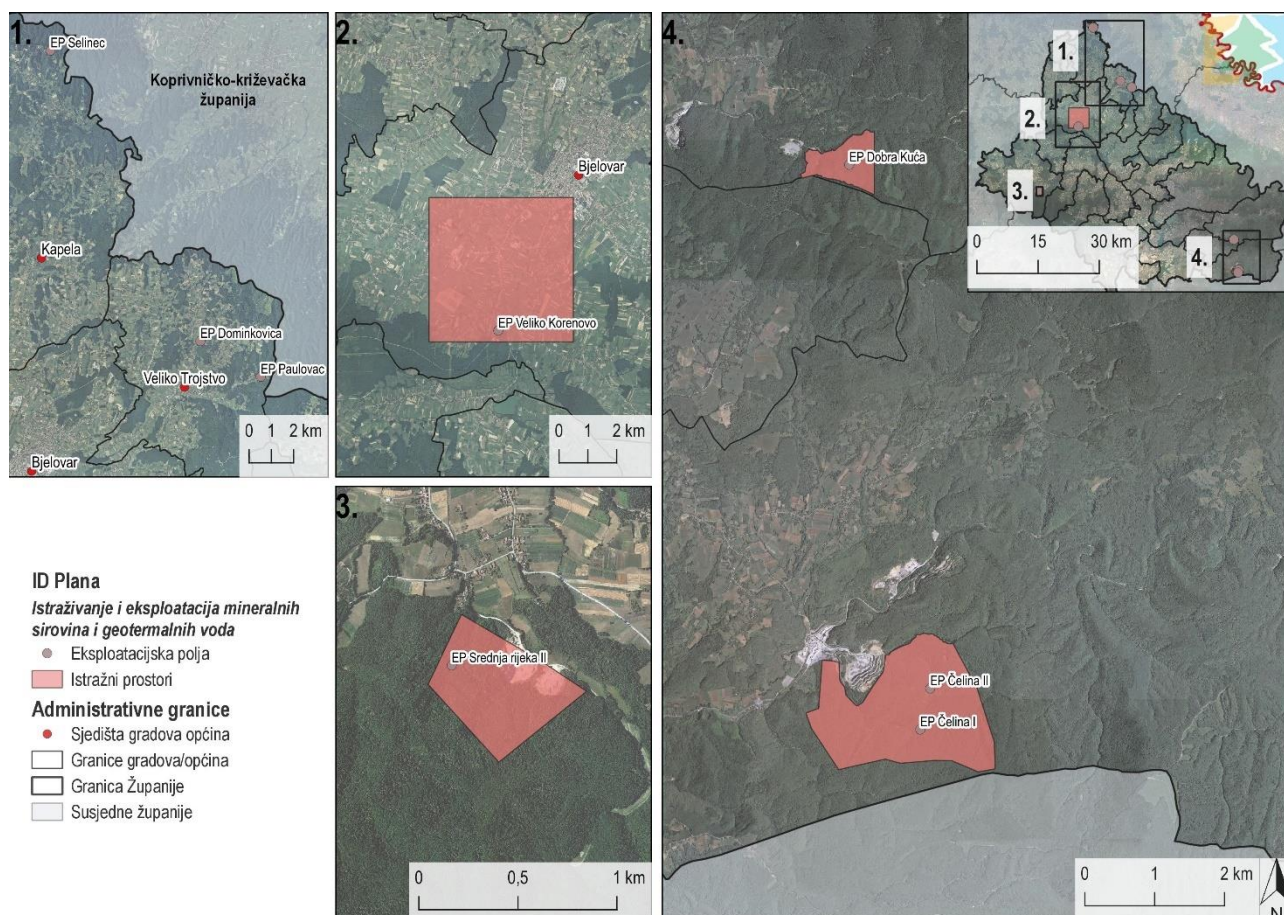 1.
EP Selinec
Koprivničko-križevačka
županija
Kapela
EP Dominkovica
EP Paulovac
Veliko Trojstvo
0 1 2 km
Bjelovar
2.
Bjelovar
EP Veliko Korenovo
0 1 2 km
3.
EP Srednja rijeka II
0 0,5 1 km
4.
EP Dobra Kuća
EP Čelina II
EP Čelina I
0 1 2 km
N
1.
2.
3.
4.
0 15 30 km
ID Plana
Istraživanje i eksploatacija mineralnih
sirovina i geotermalnih voda
Eksploatacijska polja
Istražni prostori
Administrativne granice
Sjedišta gradova općina
Granice gradova/općina
Granica Županije
Susjedne županije